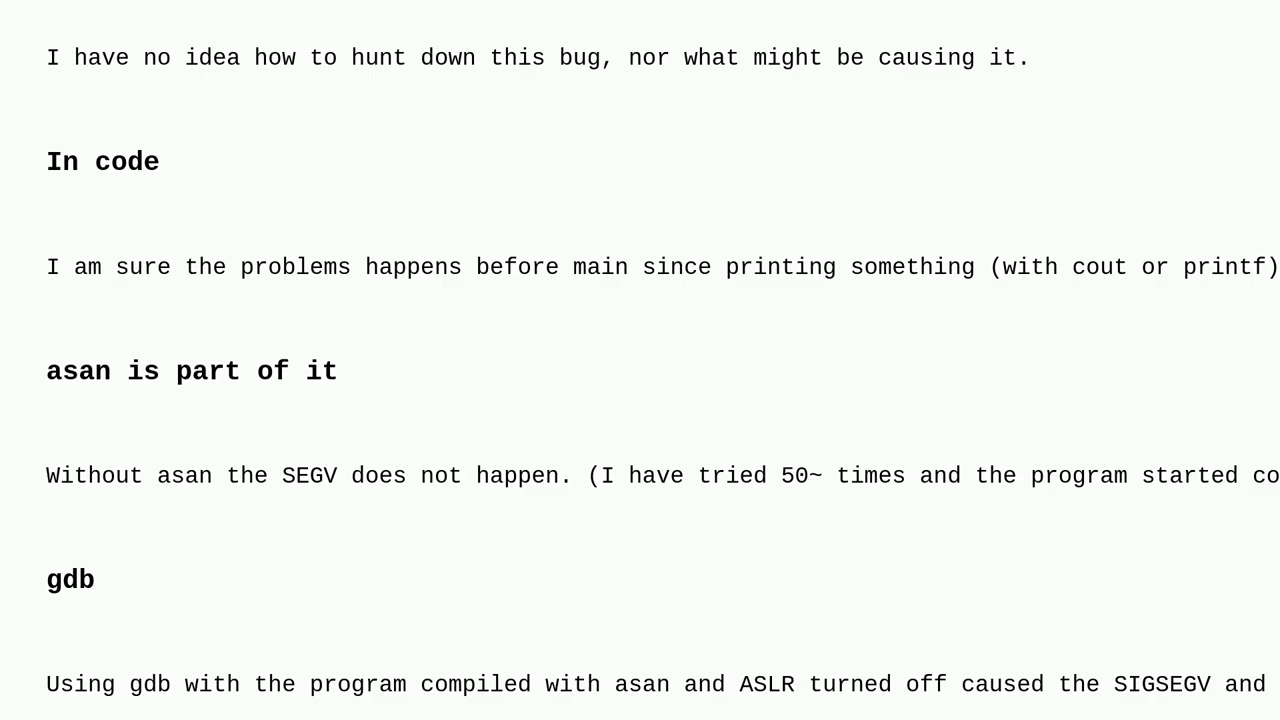 I have no idea how to hunt down this bug, nor what might be causing it.
In code
I am sure the problems happens before main since printing something (with cout or printf)
asan is part of it
Without asan the SEGV does not happen. (I have tried 50~ times and the program started co
gdb
Using gdb with the program compiled with asan and ASLR turned off caused the SIGSEGV and